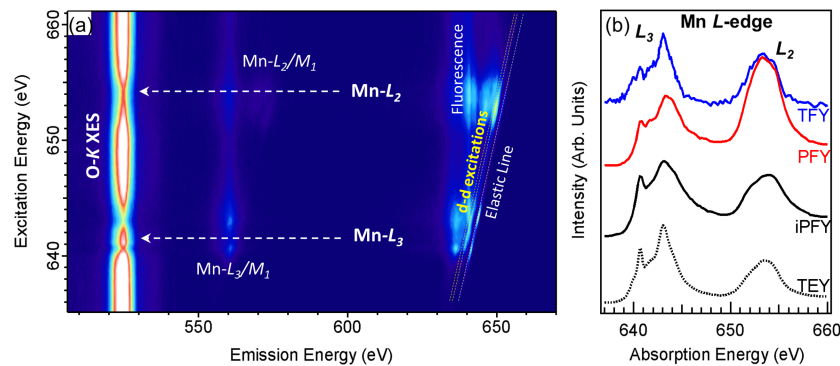 (a)
660
650
640
Excitation Energy (eV)
O-K XES
Mn-L2/M1
Mn-L2
Mn-L3
Mn-L3/M1
Fluorescence
d-d excitations
Elastic Line
550
600
650
Emission Energy (eV)
(b)
Mn L-edge
L3
L2
TFY
PFY
iPFY
TEY
Intensity (Arb. Units)
640
650
660
Absorption Energy (eV)